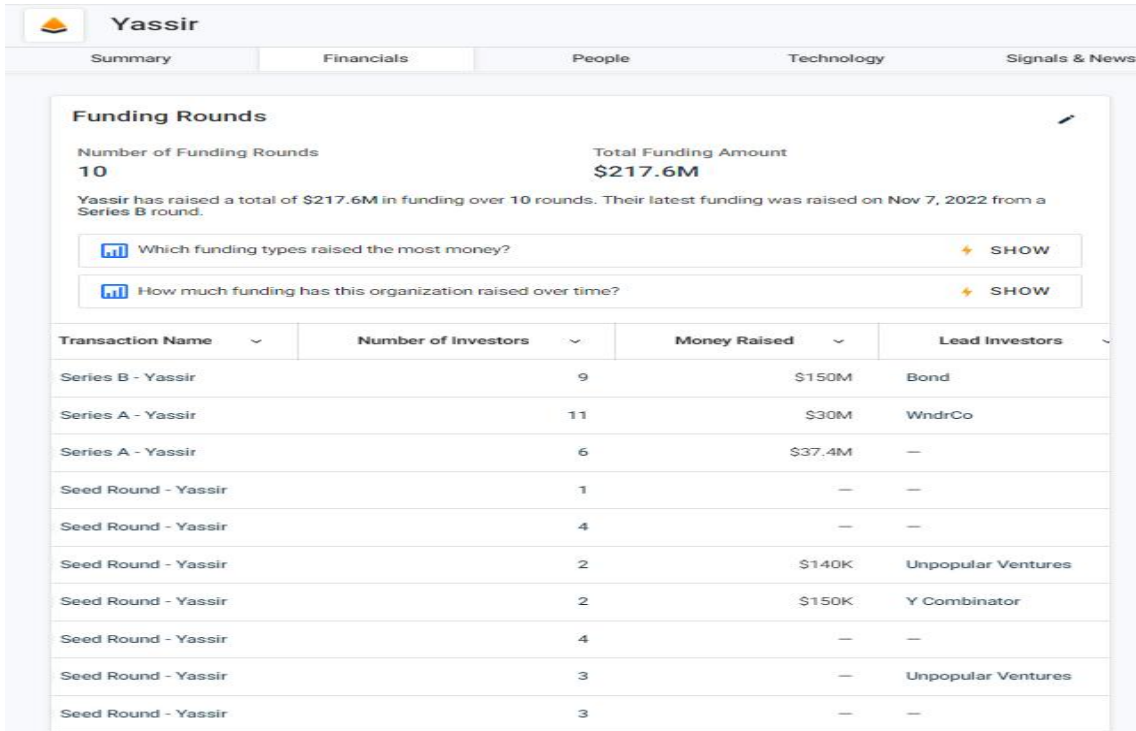 Yassir
Summary Financials People Technology Signals & News
Funding Rounds
Number of Funding Rounds Total Funding Amount
10 $217.6M
Yassir has raised a total of $217.6M in funding over 10 rounds. Their latest funding was raised on Nov 7, 2022 from a
Series B round.
Which funding types raised the most money? SHOW
How much funding has this organization raised over time? SHOW
Transaction Name Number of Investors Money Raised Lead Investors
Series B - Yassir 9 $150M Bond
Series A - Yassir 11 $30M WndrCo
Series A - Yassir 6 $37.4M —
Seed Round - Yassir 1 — —
Seed Round - Yassir 4 — —
Seed Round - Yassir 2 $140K Unpopular Ventures
Seed Round - Yassir 2 $150K Y Combinator
Seed Round - Yassir 4 — —
Seed Round - Yassir 3 — Unpopular Ventures
Seed Round - Yassir 3 — —